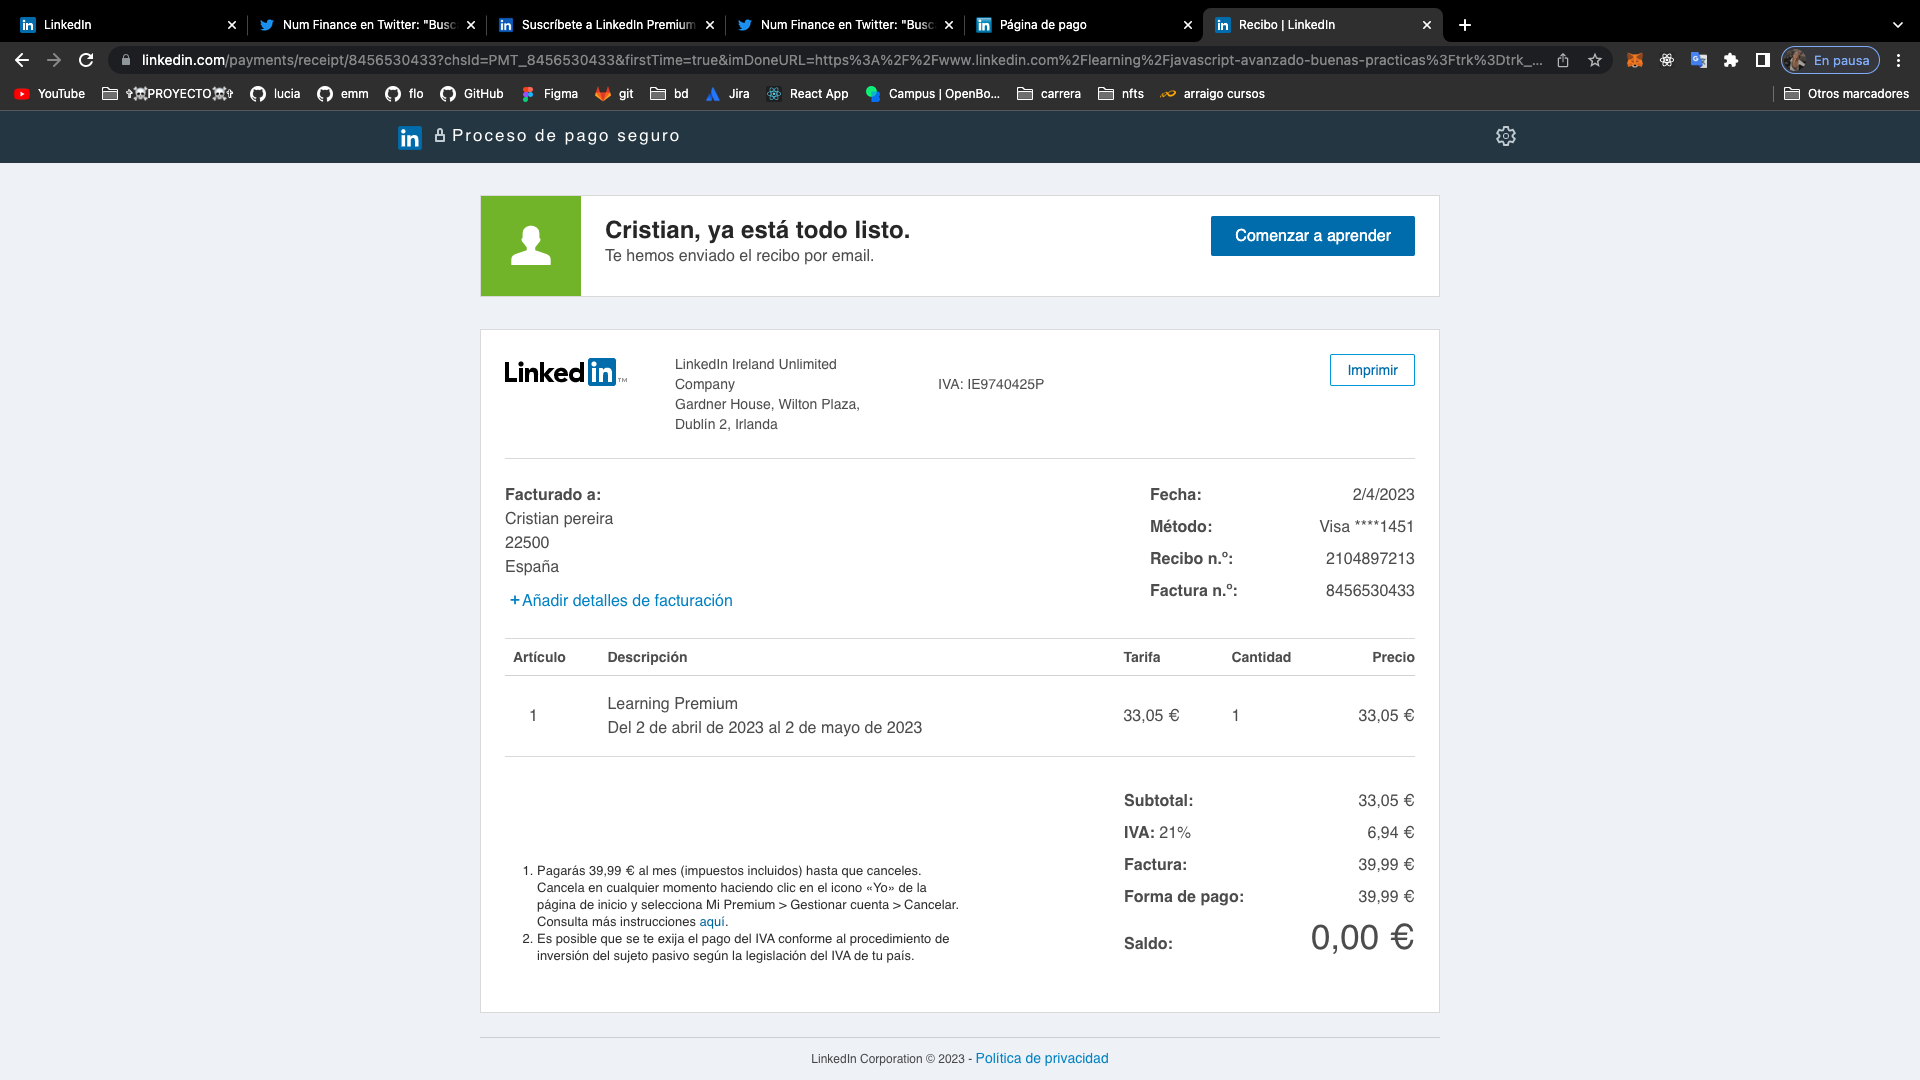 LinkedIn
Num Finance en Twitter: "Busc
Suscríbete a LinkedIn Premium
Num Finance en Twitter: "Busc
Página de pago
Recibo | LinkedIn
linkedin.com/payments/receipt/8456530433?chsId=PMT_8456530433&firstTime=true&imDoneURL=https%3A%2F%2Fwww.linkedin.com%2Flearning%2Fjavascript-avanzado-buenas-practicas%3Ftrk%3Dtrk_...
En pausa
YouTube
✞☠PROYECTO☠✞
lucia
emm
flo
GitHub
Figma
git
bd
Jira
React App
Campus | OpenBo...
carrera
nfts
arraigo cursos
Otros marcadores
in Proceso de pago seguro
Cristian, ya está todo listo.
Te hemos enviado el recibo por email.
Comenzar a aprender
LinkedIn™
LinkedIn Ireland Unlimited
Company
Gardner House, Wilton Plaza,
Dublín 2, Irlanda
IVA: IE9740425P
Imprimir
Facturado a:
Cristian pereira
22500
España
+Añadir detalles de facturación
Fecha: 2/4/2023
Método: Visa ****1451
Recibo n.º: 2104897213
Factura n.º: 8456530433
Artículo Descripción Tarifa Cantidad Precio
1 Learning Premium 33,05 € 1 33,05 €
Del 2 de abril de 2023 al 2 de mayo de 2023
Subtotal: 33,05 €
IVA: 21% 6,94 €
Factura: 39,99 €
Forma de pago: 39,99 €
Saldo: 0,00 €
1. Pagarás 39,99 € al mes (impuestos incluidos) hasta que canceles.
Cancela en cualquier momento haciendo clic en el icono «Yo» de la
página de inicio y selecciona Mi Premium > Gestionar cuenta > Cancelar.
Consulta más instrucciones aquí.
2. Es posible que se te exija el pago del IVA conforme al procedimiento de
inversión del sujeto pasivo según la legislación del IVA de tu país.
LinkedIn Corporation © 2023 - Política de privacidad